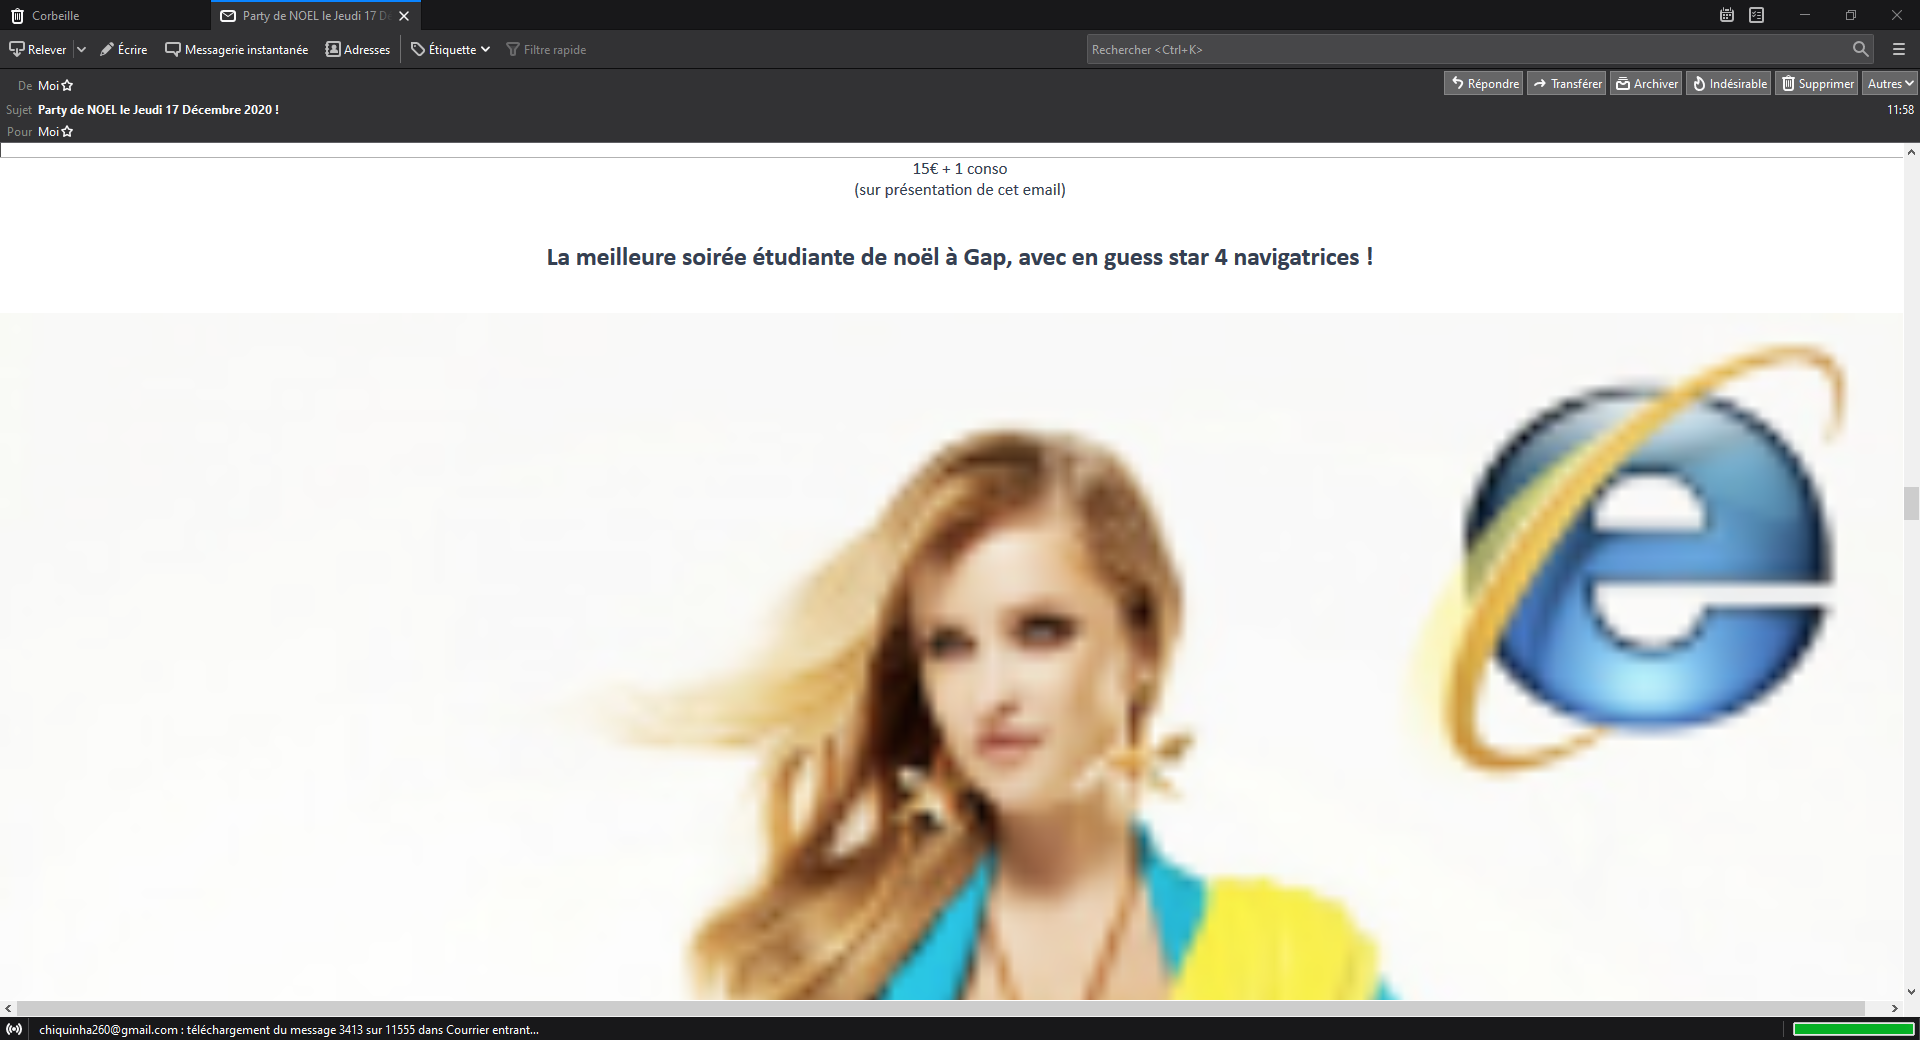 Corbeille
Party de NOEL le Jeudi 17 D
Relever
Écrire
Messagerie instantanée
Adresses
Étiquette
Filtre rapide
Rechercher <Ctrl+K>
De Moi
Répondre
Transférer
Archiver
Indésirable
Supprimer
Autres
Sujet Party de NOEL le Jeudi 17 Décembre 2020 !
11:58
Pour Moi
15€ + 1 conso
(sur présentation de cet email)
La meilleure soirée étudiante de noël à Gap, avec en guess star 4 navigatrices !
chiquinha260@gmail.com : téléchargement du message 3413 sur 11555 dans Courrier entrant...